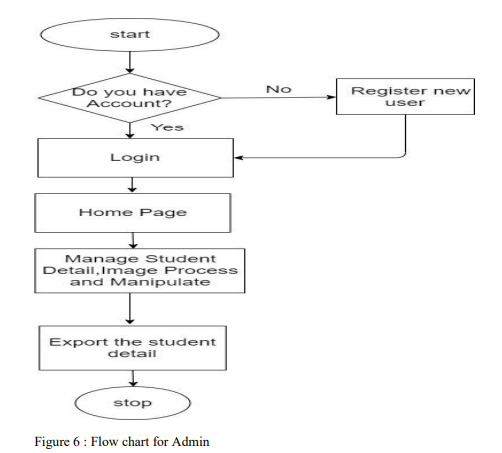 start
Do you have
Account?
No
Register new
user
Yes
Login
Home Page
Manage Student
Detail,Image Process
and Manipulate
Export the student
detail
stop
Figure 6 : Flow chart for Admin